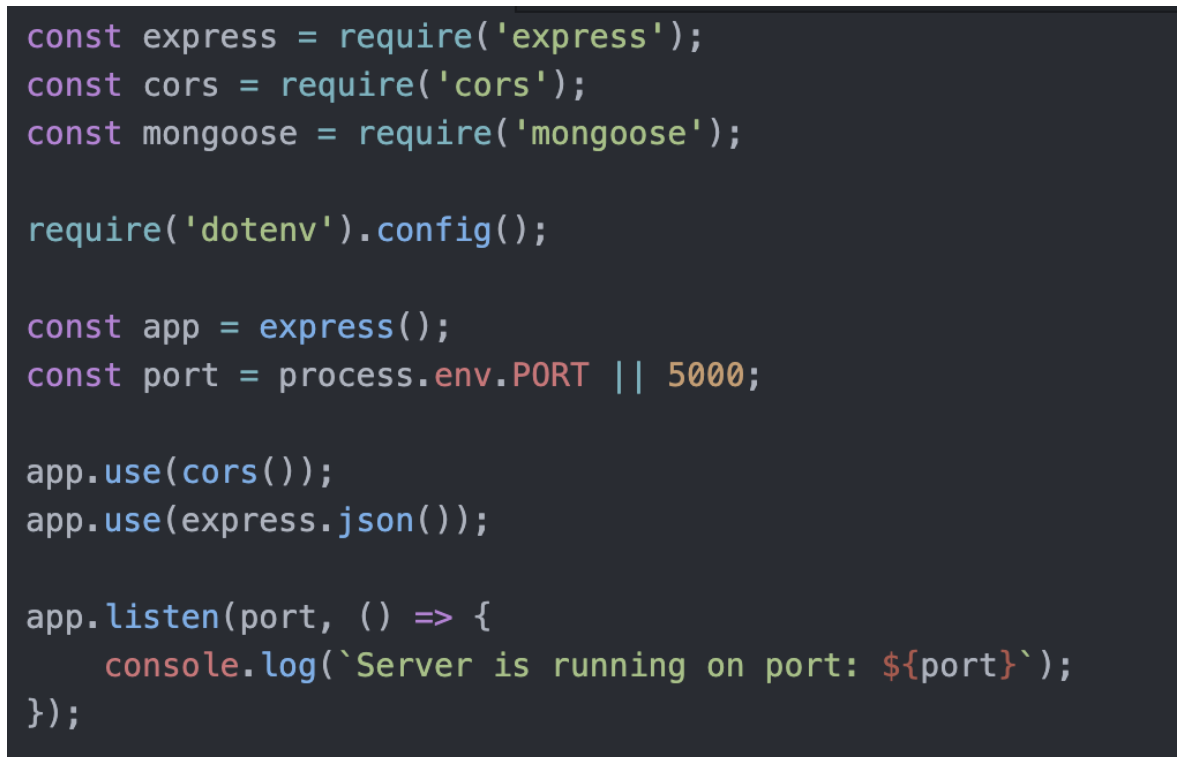 const express = require('express');
const cors = require('cors');
const mongoose = require('mongoose');
require('dotenv').config();
const app = express();
const port = process.env.PORT || 5000;
app.use(cors());
app.use(express.json());
app.listen(port, () => {
    console.log(`Server is running on port: ${port}`);
});